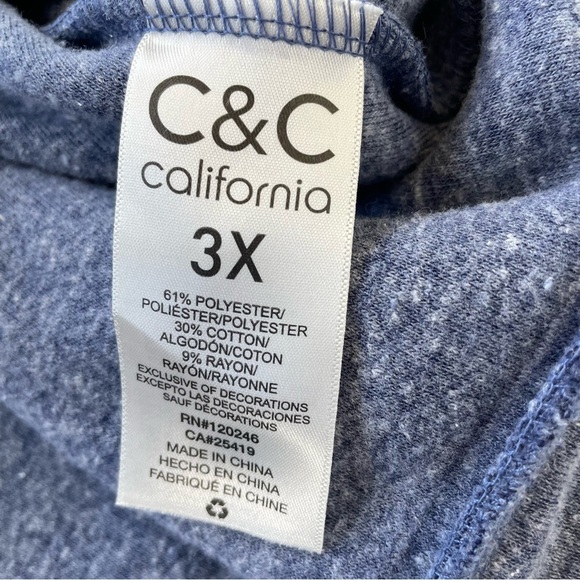 C&C
california
3X
61% POLYESTER/
POLIÉSTER/POLYESTER
30% COTTON/
ALGODÓN/COTON
9% RAYON/
RAYÓN/RAYONNE
EXCLUSIVE OF DECORATIONS
EXCEPTO LAS DECORACIONES
SAUF DÉCORATIONS
RN#120246
CA#25419
MADE IN CHINA
HECHO EN CHINA
FABRIQUÉ EN CHINE